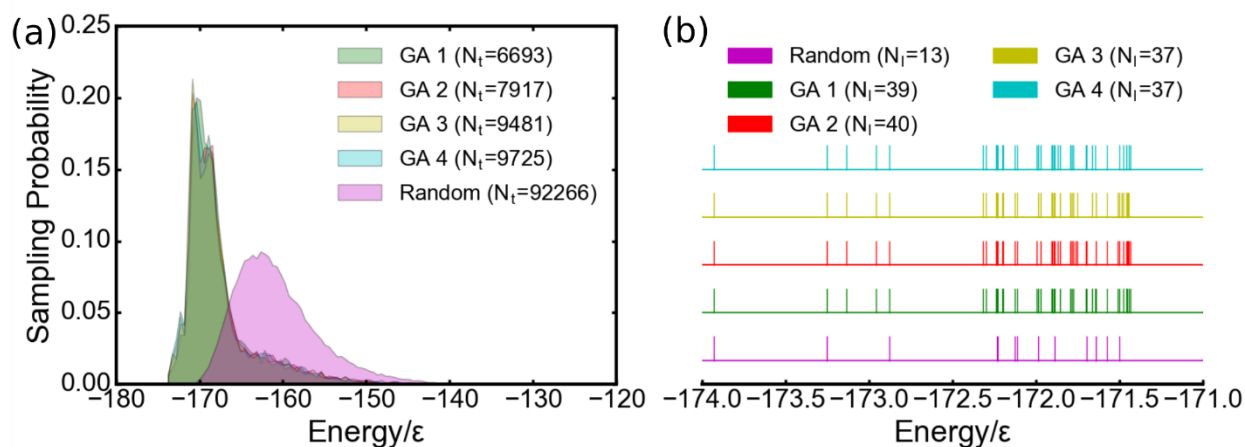 (a)
0.25
0.20
0.15
0.10
0.05
0.00
Sampling Probability
GA 1 (Nₜ=6693)
GA 2 (Nₜ=7917)
GA 3 (Nₜ=9481)
GA 4 (Nₜ=9725)
Random (Nₜ=92266)
−180 −170 −160 −150 −140 −130 −120
Energy/ε
(b)
Random (Nₗ=13)
GA 1 (Nₗ=39)
GA 2 (Nₗ=40)
GA 3 (Nₗ=37)
GA 4 (Nₗ=37)
−174.0 −173.5 −173.0 −172.5 −172.0 −171.5 −171.0
Energy/ε